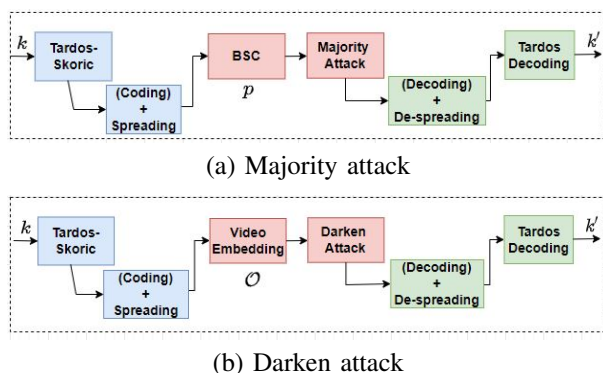 k
Tardos-
Skoric
(Coding)
+
Spreading
BSC
p
Majority
Attack
(Decoding)
+
De-spreading
Tardos
Decoding
k′
(a) Majority attack
k
Tardos-
Skoric
(Coding)
+
Spreading
Video
Embedding
𝒪
Darken
Attack
(Decoding)
+
De-spreading
Tardos
Decoding
k′
(b) Darken attack